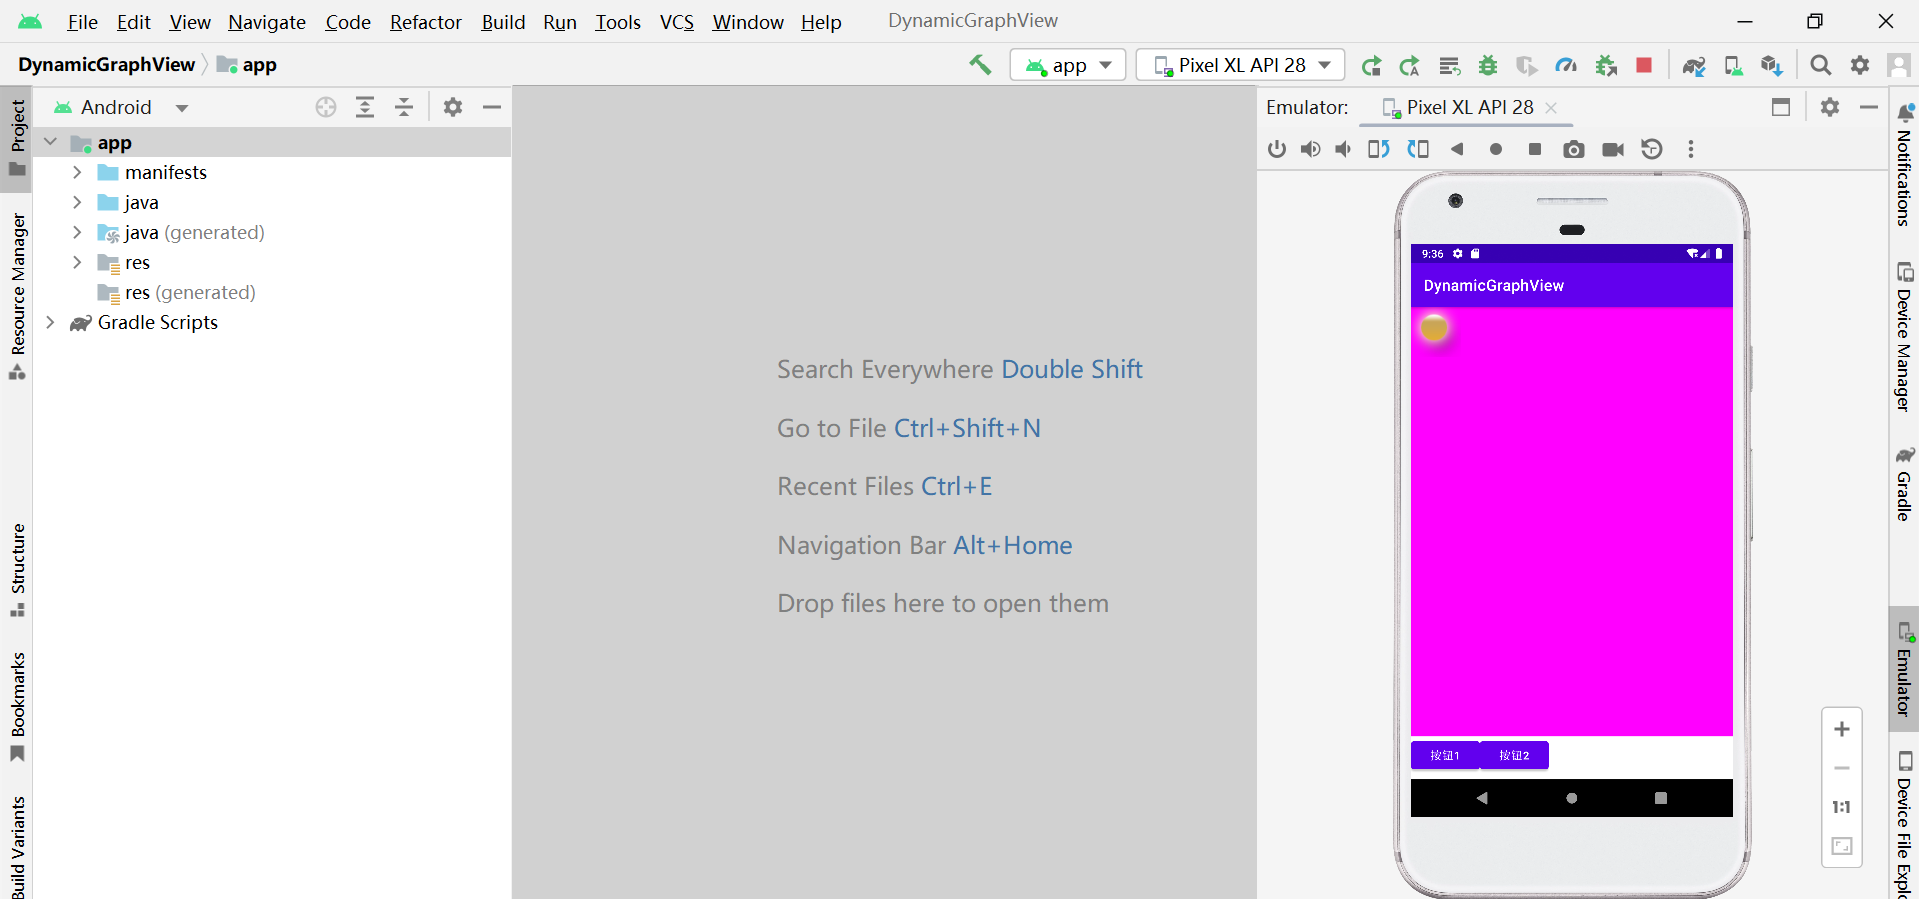 File Edit View Navigate Code Refactor Build Run Tools VCS Window Help DynamicGraphView
DynamicGraphView app
app Pixel XL API 28
Project
Resource Manager
Structure
Bookmarks
Build Variants
Android
app
manifests
java
java (generated)
res
res (generated)
Gradle Scripts
Search Everywhere Double Shift
Go to File Ctrl+Shift+N
Recent Files Ctrl+E
Navigation Bar Alt+Home
Drop files here to open them
Emulator: Pixel XL API 28
9:36
DynamicGraphView
按钮1 按钮2
1:1
Notifications
Device Manager
Gradle
Emulator
Device File Explo